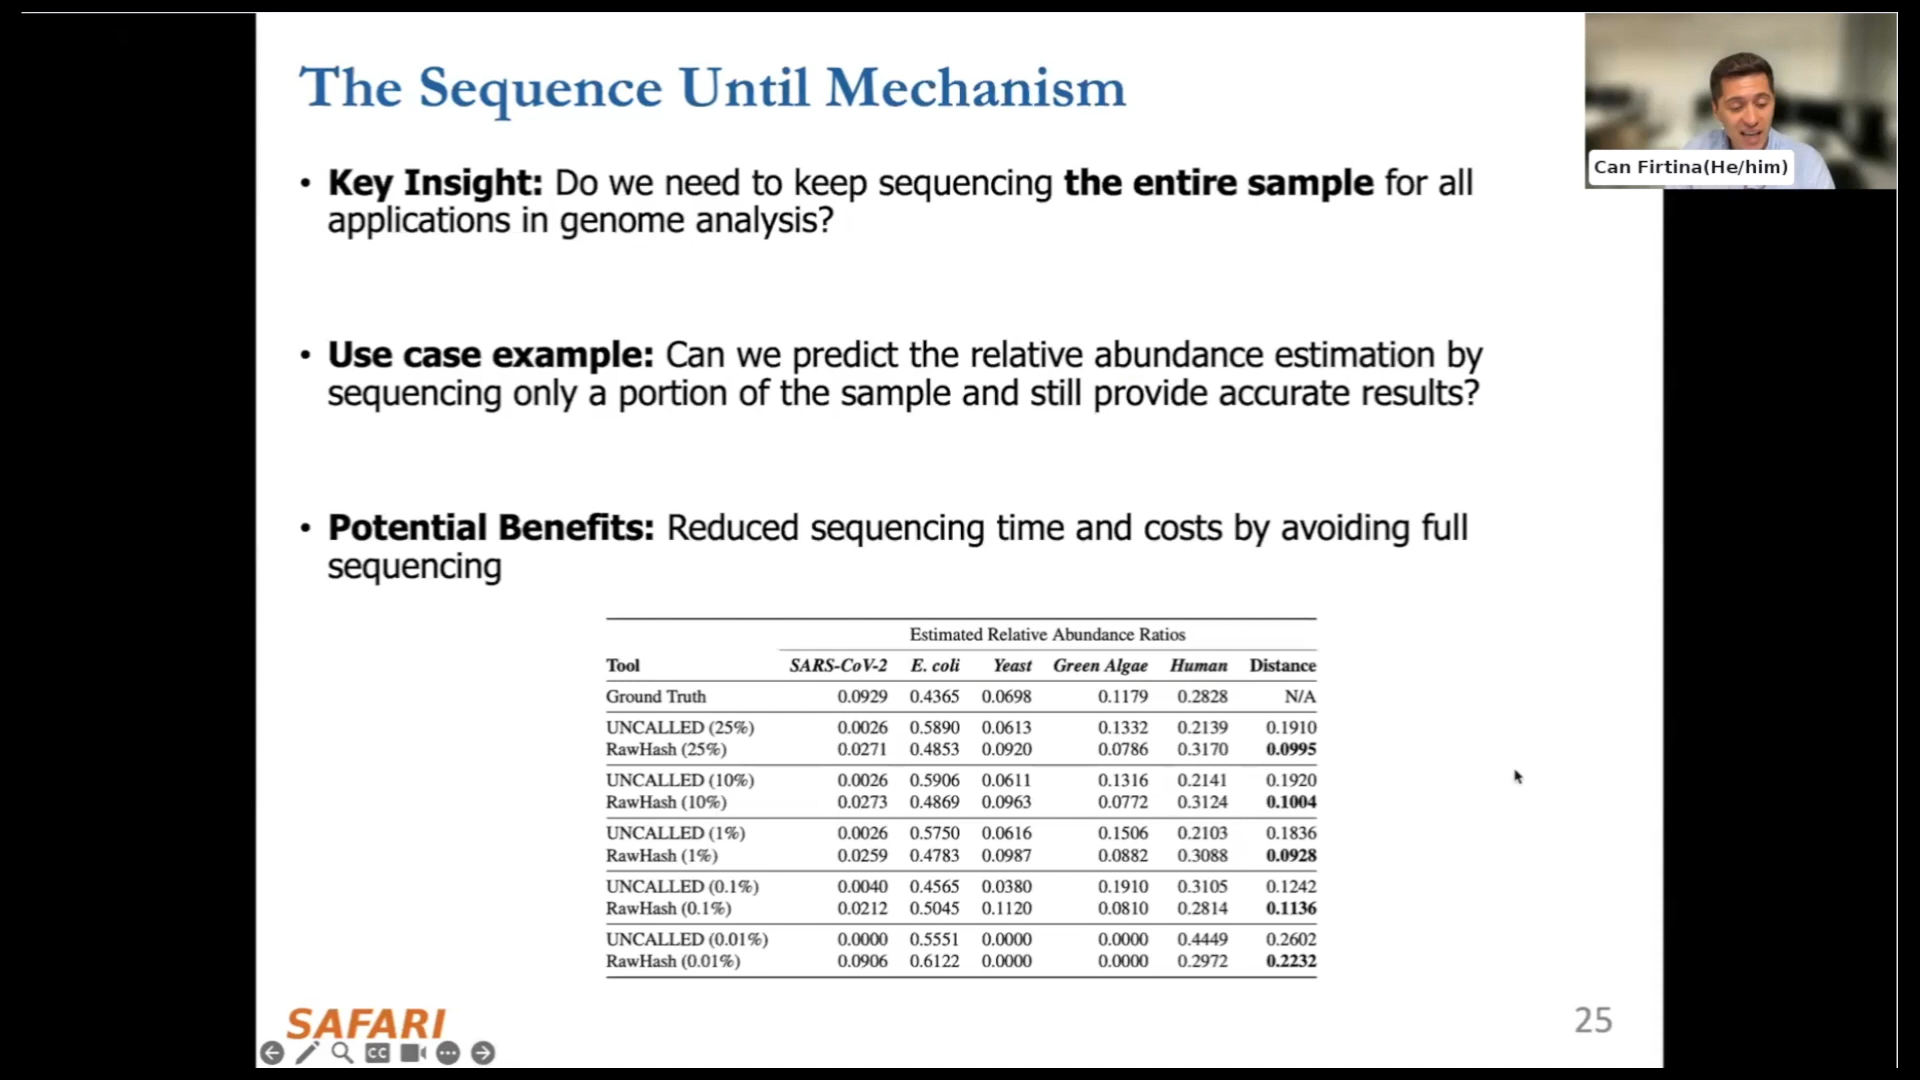 The Sequence Until Mechanism
Can Firtina(He/him)
• Key Insight: Do we need to keep sequencing the entire sample for all
applications in genome analysis?
• Use case example: Can we predict the relative abundance estimation by
sequencing only a portion of the sample and still provide accurate results?
• Potential Benefits: Reduced sequencing time and costs by avoiding full
sequencing
Estimated Relative Abundance Ratios
Tool SARS-CoV-2 E. coli Yeast Green Algae Human Distance
Ground Truth 0.0929 0.4365 0.0698 0.1179 0.2828 N/A
UNCALLED (25%) 0.0026 0.5890 0.0613 0.1332 0.2139 0.1910
RawHash (25%) 0.0271 0.4853 0.0920 0.0786 0.3170 0.0995
UNCALLED (10%) 0.0026 0.5906 0.0611 0.1316 0.2141 0.1920
RawHash (10%) 0.0273 0.4869 0.0963 0.0772 0.3124 0.1004
UNCALLED (1%) 0.0026 0.5750 0.0616 0.1506 0.2103 0.1836
RawHash (1%) 0.0259 0.4783 0.0987 0.0882 0.3088 0.0928
UNCALLED (0.1%) 0.0040 0.4565 0.0380 0.1910 0.3105 0.1242
RawHash (0.1%) 0.0212 0.5045 0.1120 0.0810 0.2814 0.1136
UNCALLED (0.01%) 0.0000 0.5551 0.0000 0.0000 0.4449 0.2602
RawHash (0.01%) 0.0906 0.6122 0.0000 0.0000 0.2972 0.2232
SAFARI
25
CC